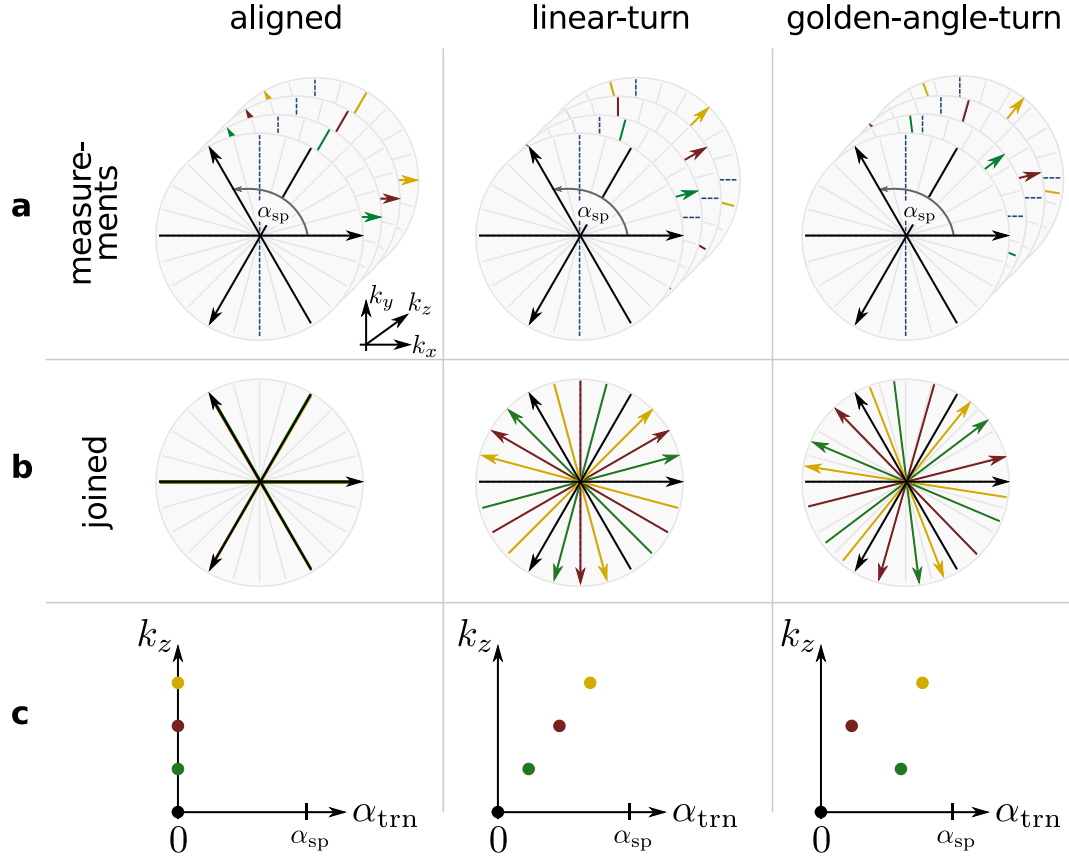 aligned
linear-turn
golden-angle-turn
a
measure-
ments
α_sp
α_sp
α_sp
k_y
k_z
k_x
b
joined
c
k_z
k_z
k_z
0
α_sp
α_trn
0
α_sp
α_trn
0
α_sp
α_trn